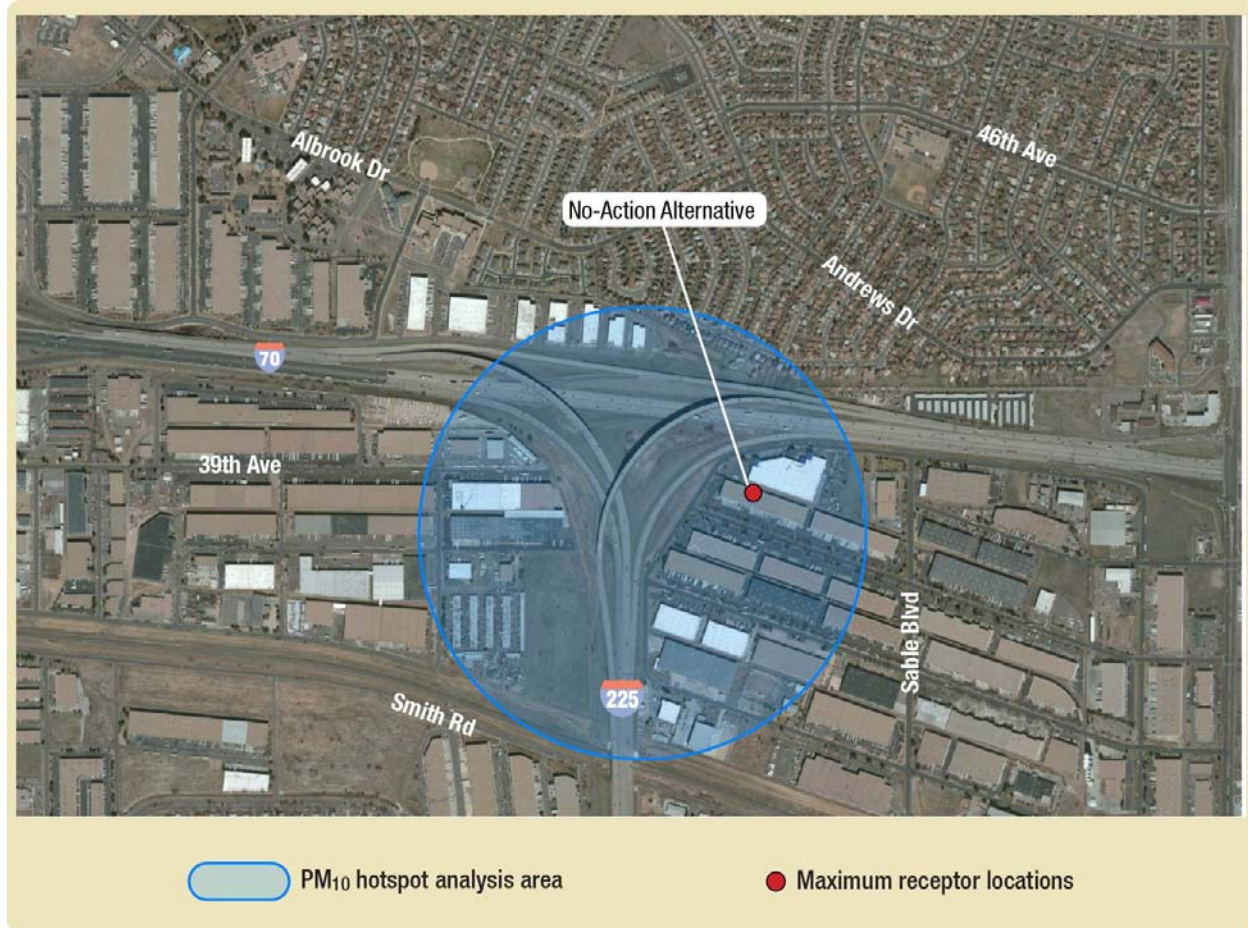 46th Ave
Albrook Dr
No-Action Alternative
Andrews Dr
70
39th Ave
Sable Blvd
225
Smith Rd
PM₁₀ hotspot analysis area
Maximum receptor locations